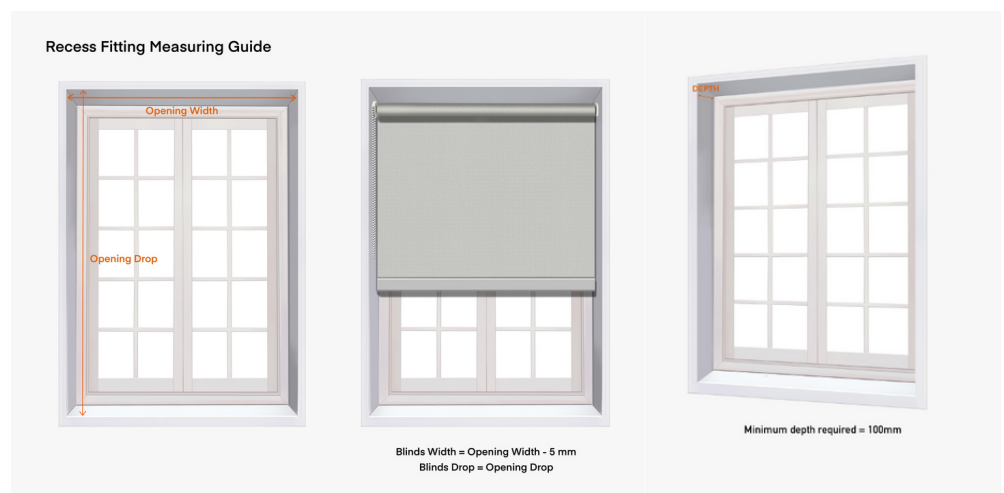 Recess Fitting Measuring Guide
Opening Width
Opening Drop
Blinds Width = Opening Width - 5 mm
Blinds Drop = Opening Drop
DEPTH
Minimum depth required = 100mm